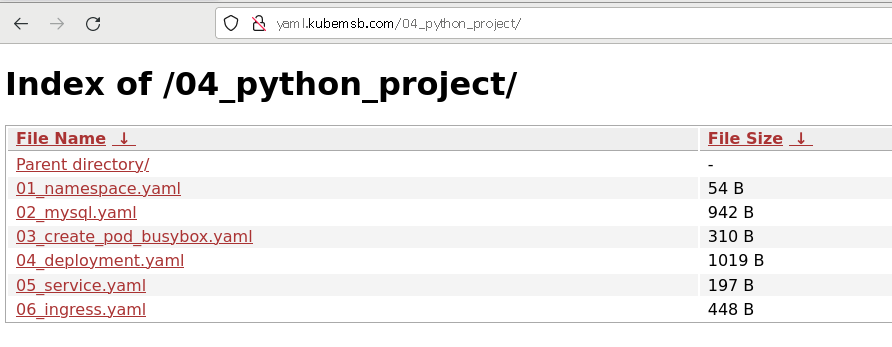 yaml.kubemsb.com/04_python_project/
Index of /04_python_project/
File Name ↓ File Size ↓
Parent directory/ -
01_namespace.yaml 54 B
02_mysql.yaml 942 B
03_create_pod_busybox.yaml 310 B
04_deployment.yaml 1019 B
05_service.yaml 197 B
06_ingress.yaml 448 B